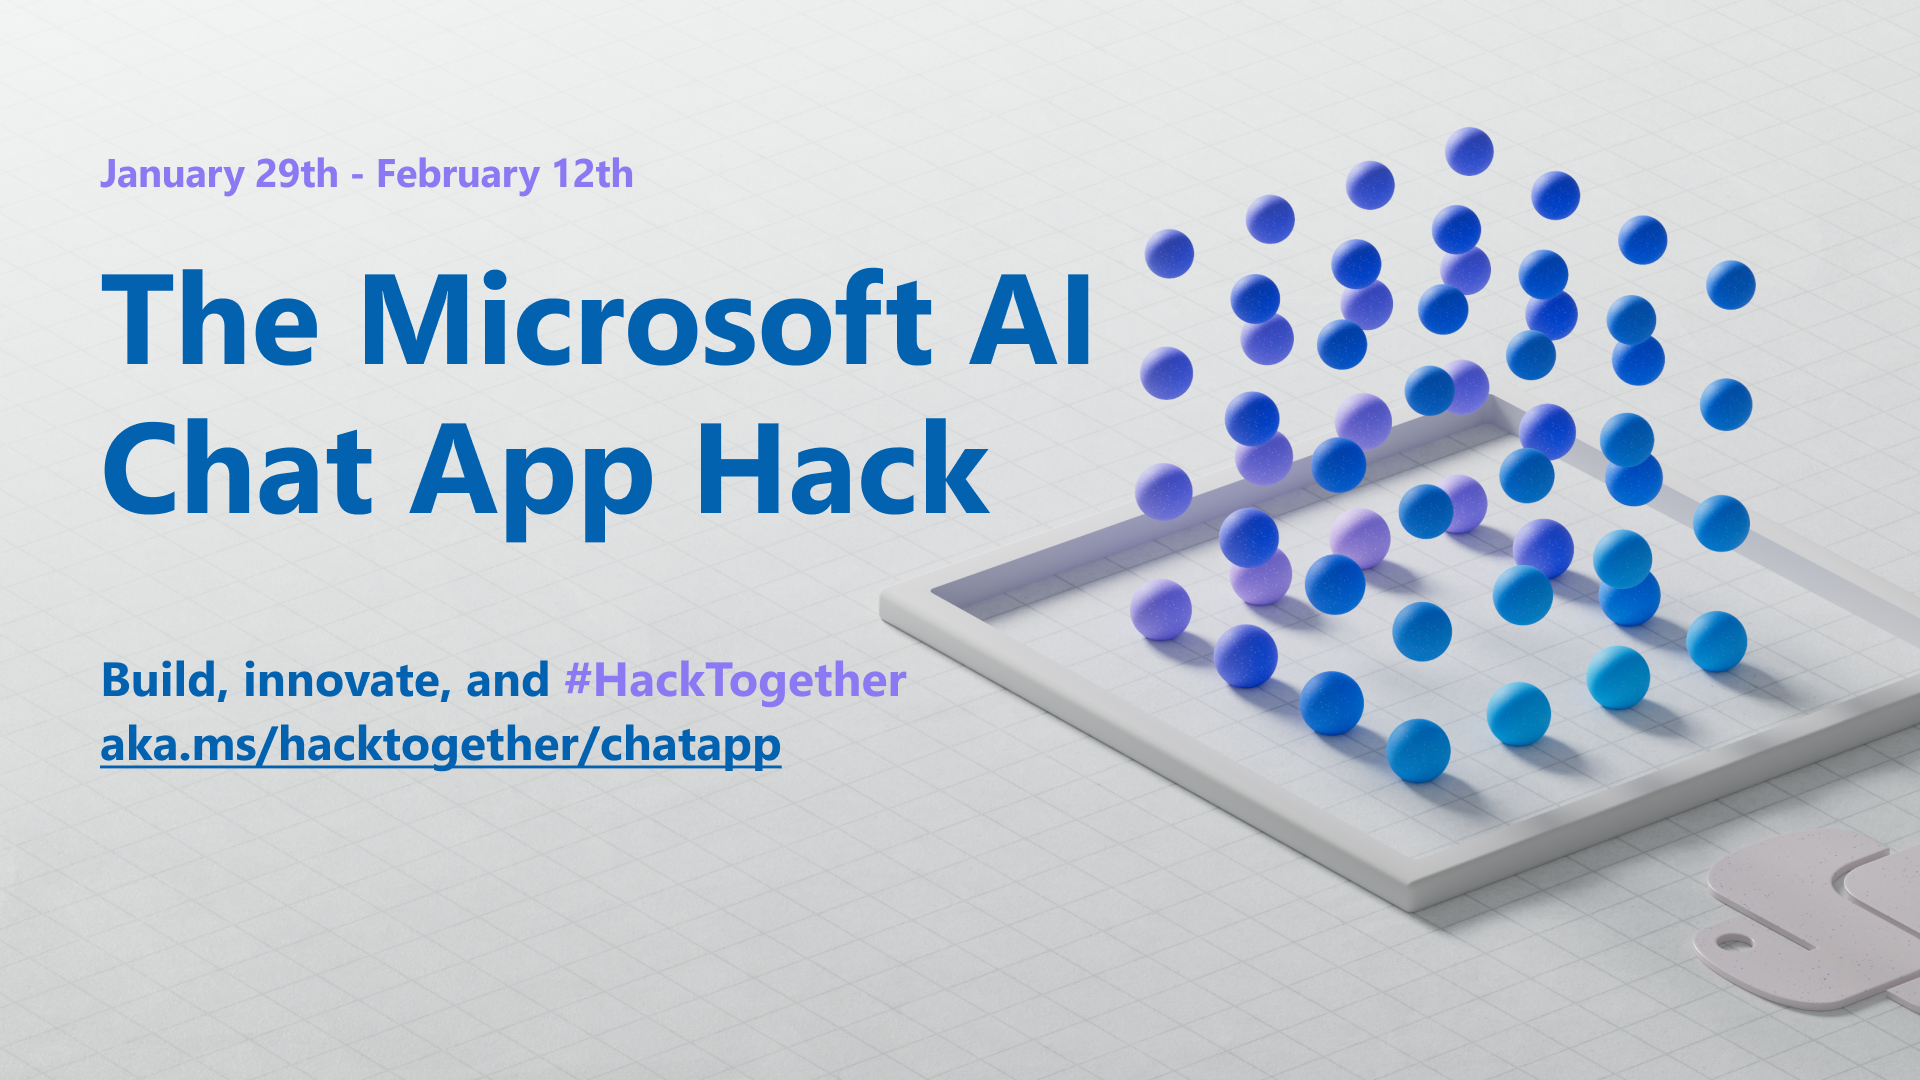 January 29th - February 12th
The Microsoft AI
Chat App Hack
Build, innovate, and #HackTogether
aka.ms/hacktogether/chatapp